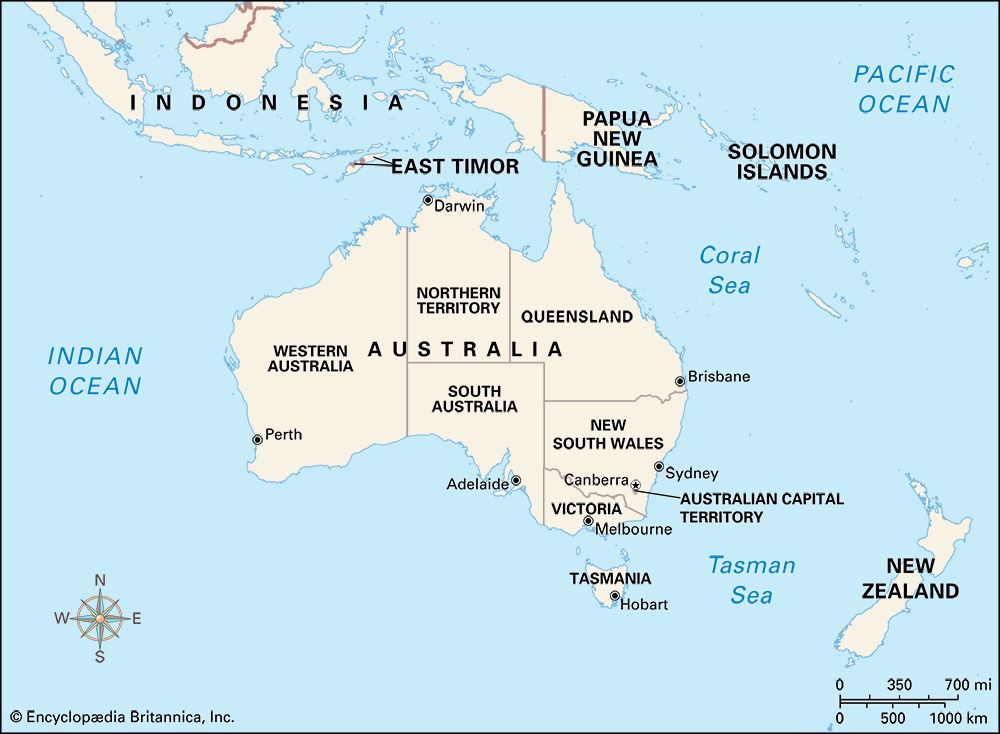 PACIFIC
OCEAN
INDONESIA
PAPUA
NEW
GUINEA
SOLOMON
ISLANDS
EAST TIMOR
Darwin
Coral
Sea
NORTHERN
TERRITORY
QUEENSLAND
INDIAN
OCEAN
WESTERN
AUSTRALIA
AUSTRALIA
SOUTH
AUSTRALIA
Brisbane
NEW
SOUTH WALES
Perth
Sydney
Adelaide
Canberra
AUSTRALIAN CAPITAL
TERRITORY
VICTORIA
Melbourne
Tasman
Sea
NEW
ZEALAND
TASMANIA
Hobart
N
W E
S
0 350 700 mi
0 500 1000 km
© Encyclopædia Britannica, Inc.